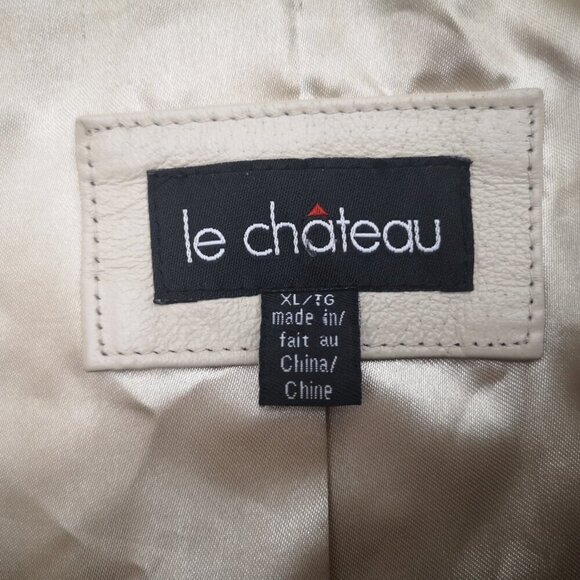 le château
XL/TG
made in/
fait au
China/
Chine